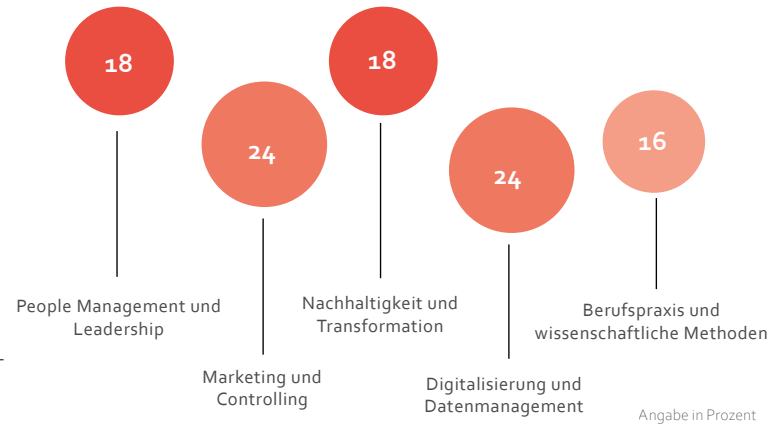 18
18
24
24
16
People Management und
Leadership
Nachhaltigkeit und
Transformation
Berufspraxis und
wissenschaftliche Methoden
Marketing und
Controlling
Digitalisierung und
Datenmanagement
Angabe in Prozent